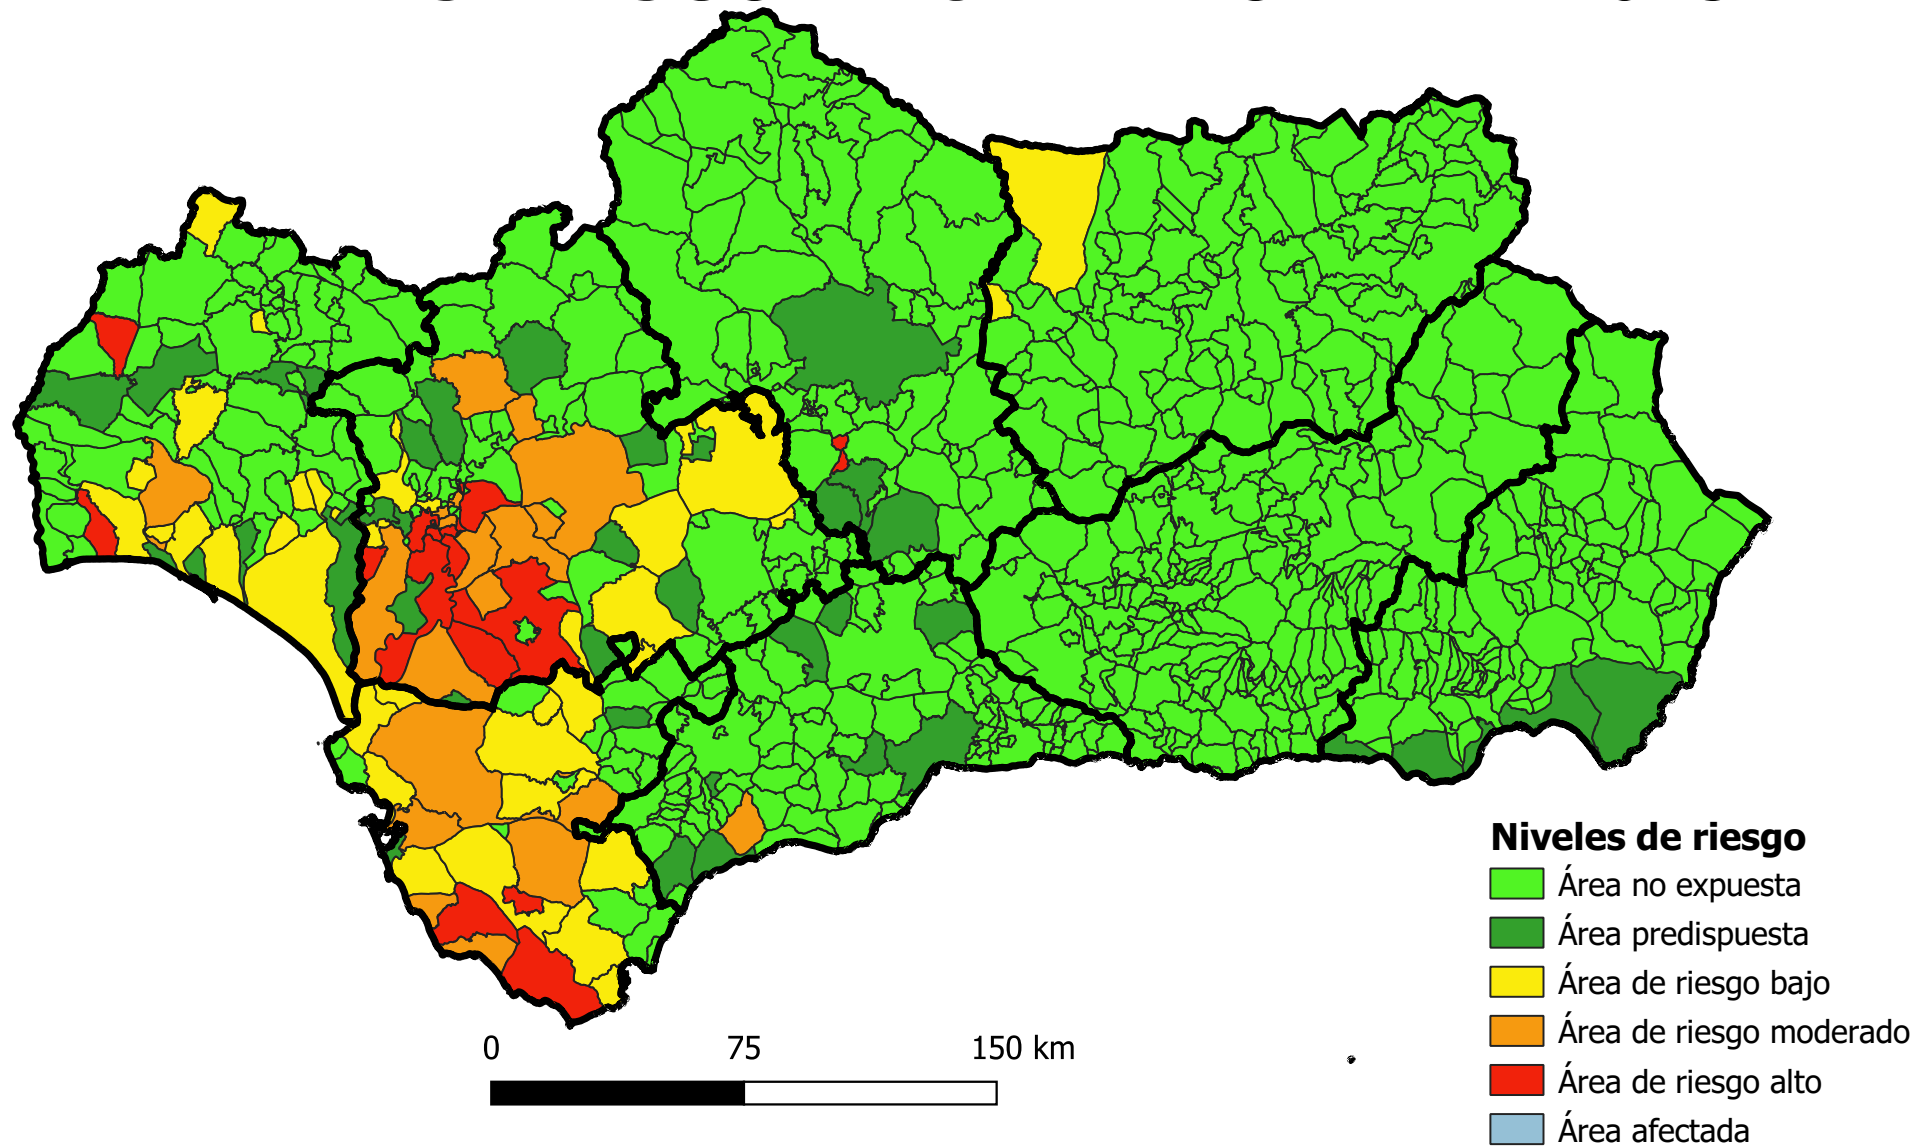 0 75 150 km
Niveles de riesgo
Área no expuesta
Área predispuesta
Área de riesgo bajo
Área de riesgo moderado
Área de riesgo alto
Área afectada